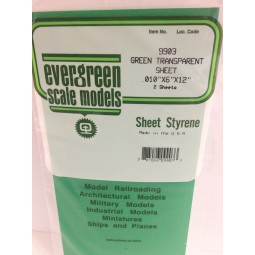 Item No. Loc. Code
9903
GREEN TRANSPARENT
SHEET
.010"X6"X12"
2 Sheets
evergreen
scale models
Sheet Styrene
Made in the U S A
Model Railroading
Architectural Models
Military Models
Industrial Models
Miniatures
Ships and Planes